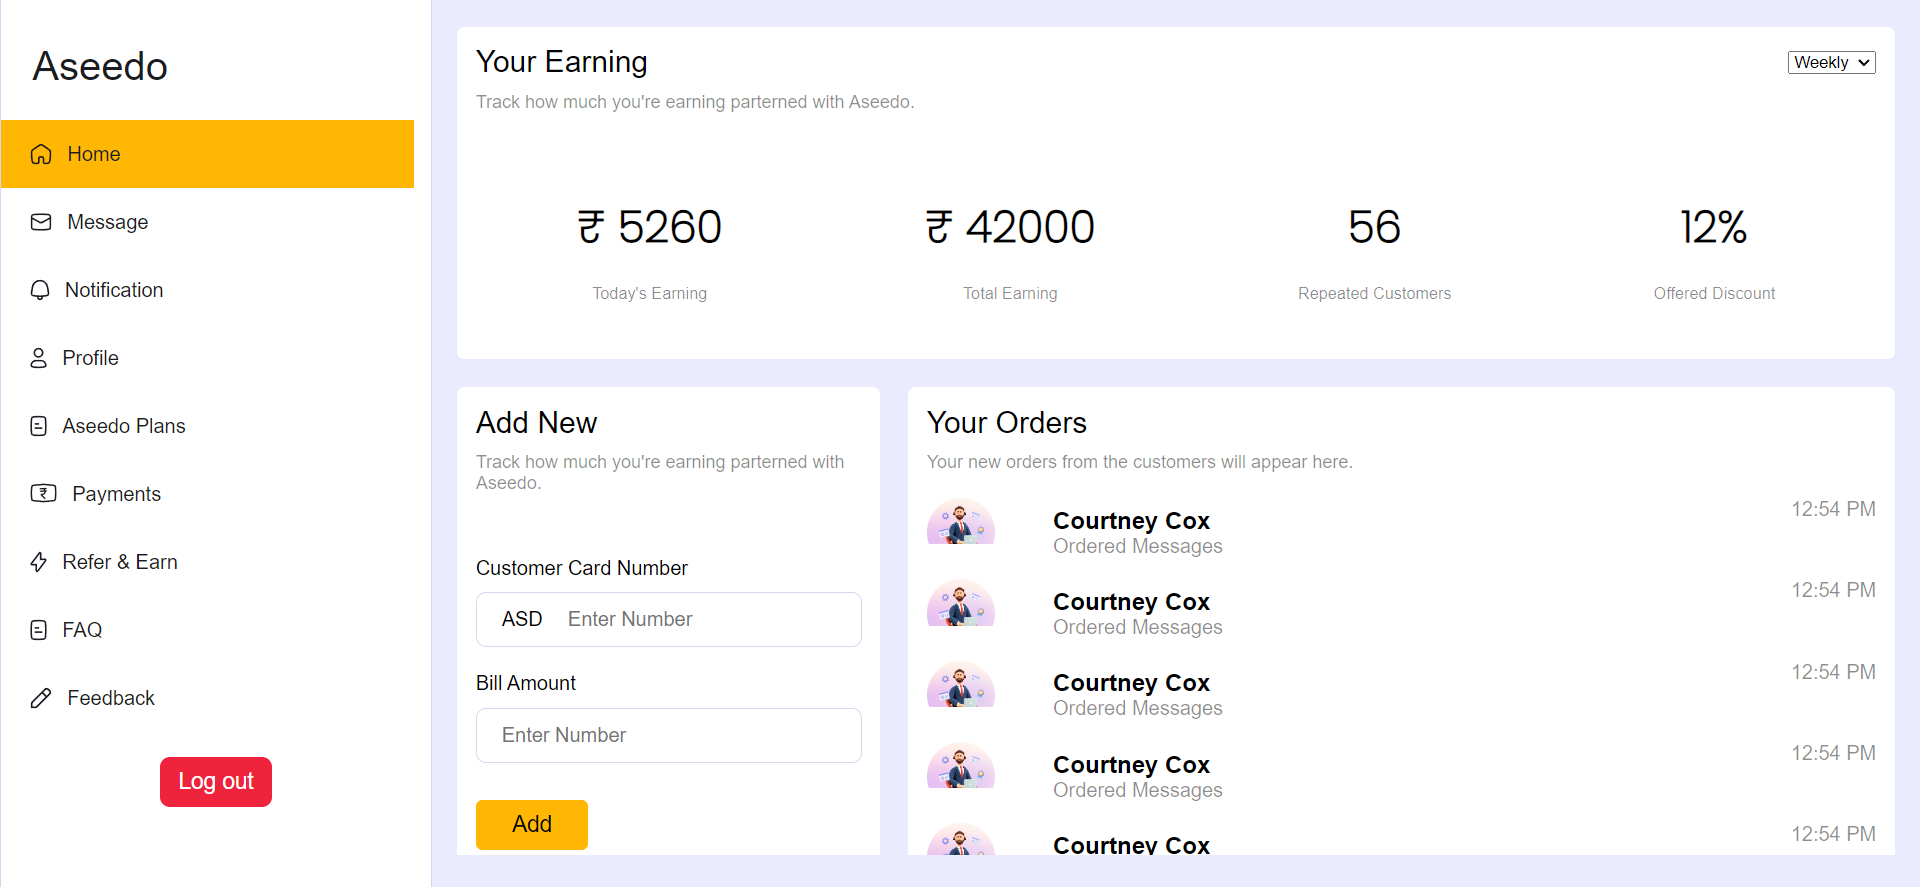 Aseedo
Home
Message
Notification
Profile
Aseedo Plans
Payments
Refer & Earn
FAQ
Feedback
Log out
Your Earning
Weekly
Track how much you're earning parterned with Aseedo.
₹ 5260
Today's Earning
₹ 42000
Total Earning
56
Repeated Customers
12%
Offered Discount
Add New
Track how much you're earning parterned with
Aseedo.
Customer Card Number
ASD Enter Number
Bill Amount
Enter Number
Add
Your Orders
Your new orders from the customers will appear here.
Courtney Cox
Ordered Messages
12:54 PM
Courtney Cox
Ordered Messages
12:54 PM
Courtney Cox
Ordered Messages
12:54 PM
Courtney Cox
Ordered Messages
12:54 PM
Courtney Cox
12:54 PM